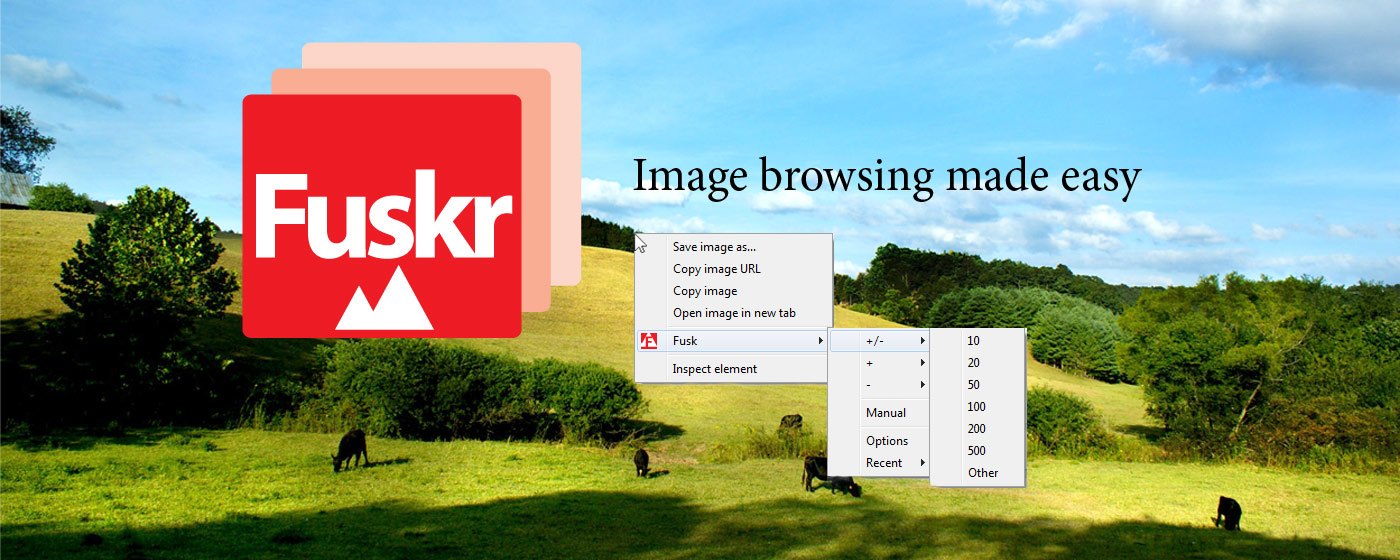 Fuskr
Image browsing made easy
Save image as...
Copy image URL
Copy image
Open image in new tab
Fusk
Inspect element
+/-
+
-
Manual
Options
Recent
10
20
50
100
200
500
Other